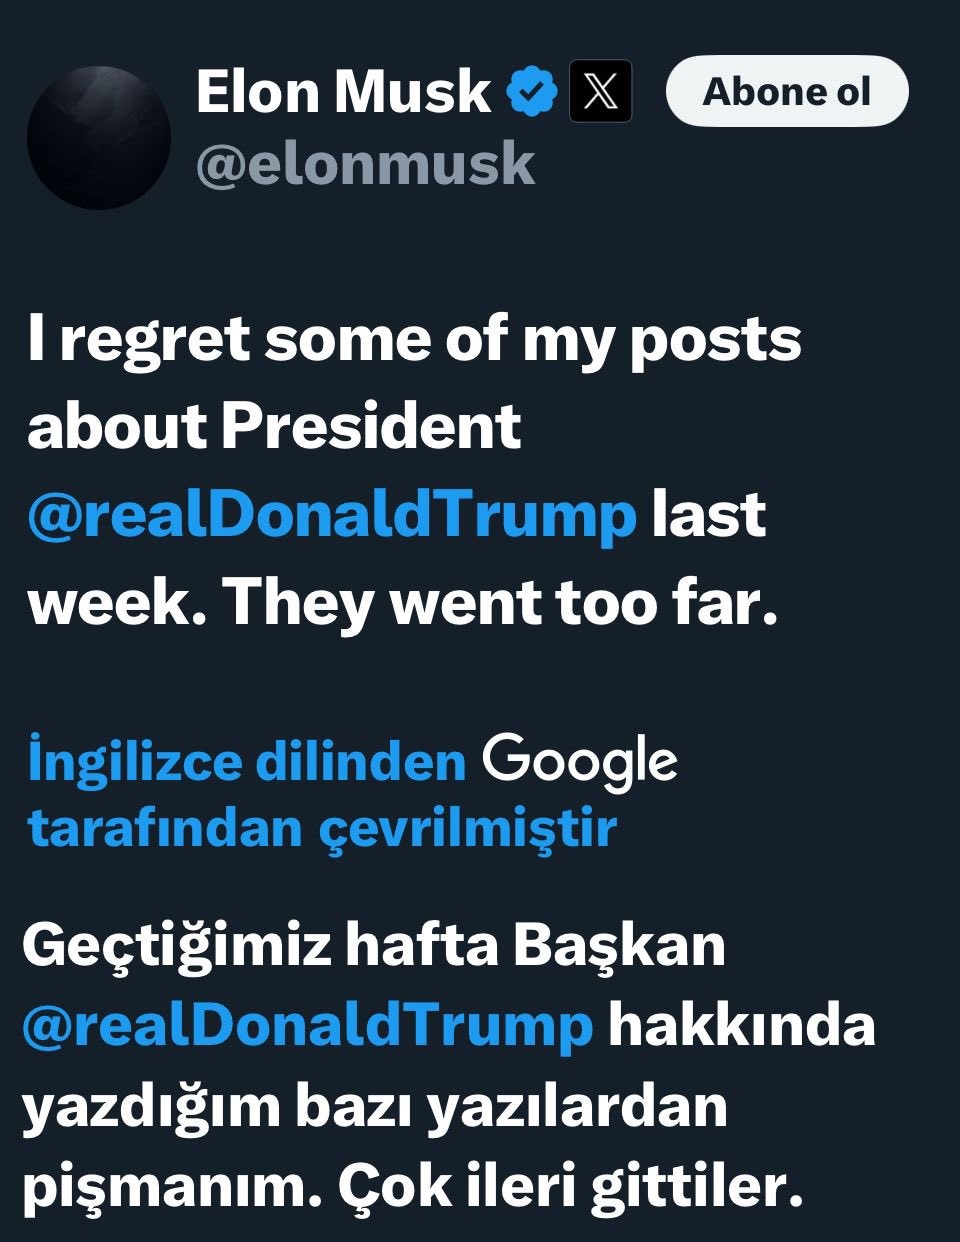 Elon Musk Abone ol
@elonmusk
I regret some of my posts
about President
@realDonaldTrump last
week. They went too far.
İngilizce dilinden Google
tarafından çevrilmiştir
Geçtiğimiz hafta Başkan
@realDonaldTrump hakkında
yazdığım bazı yazılardan
pişmanım. Çok ileri gittiler.